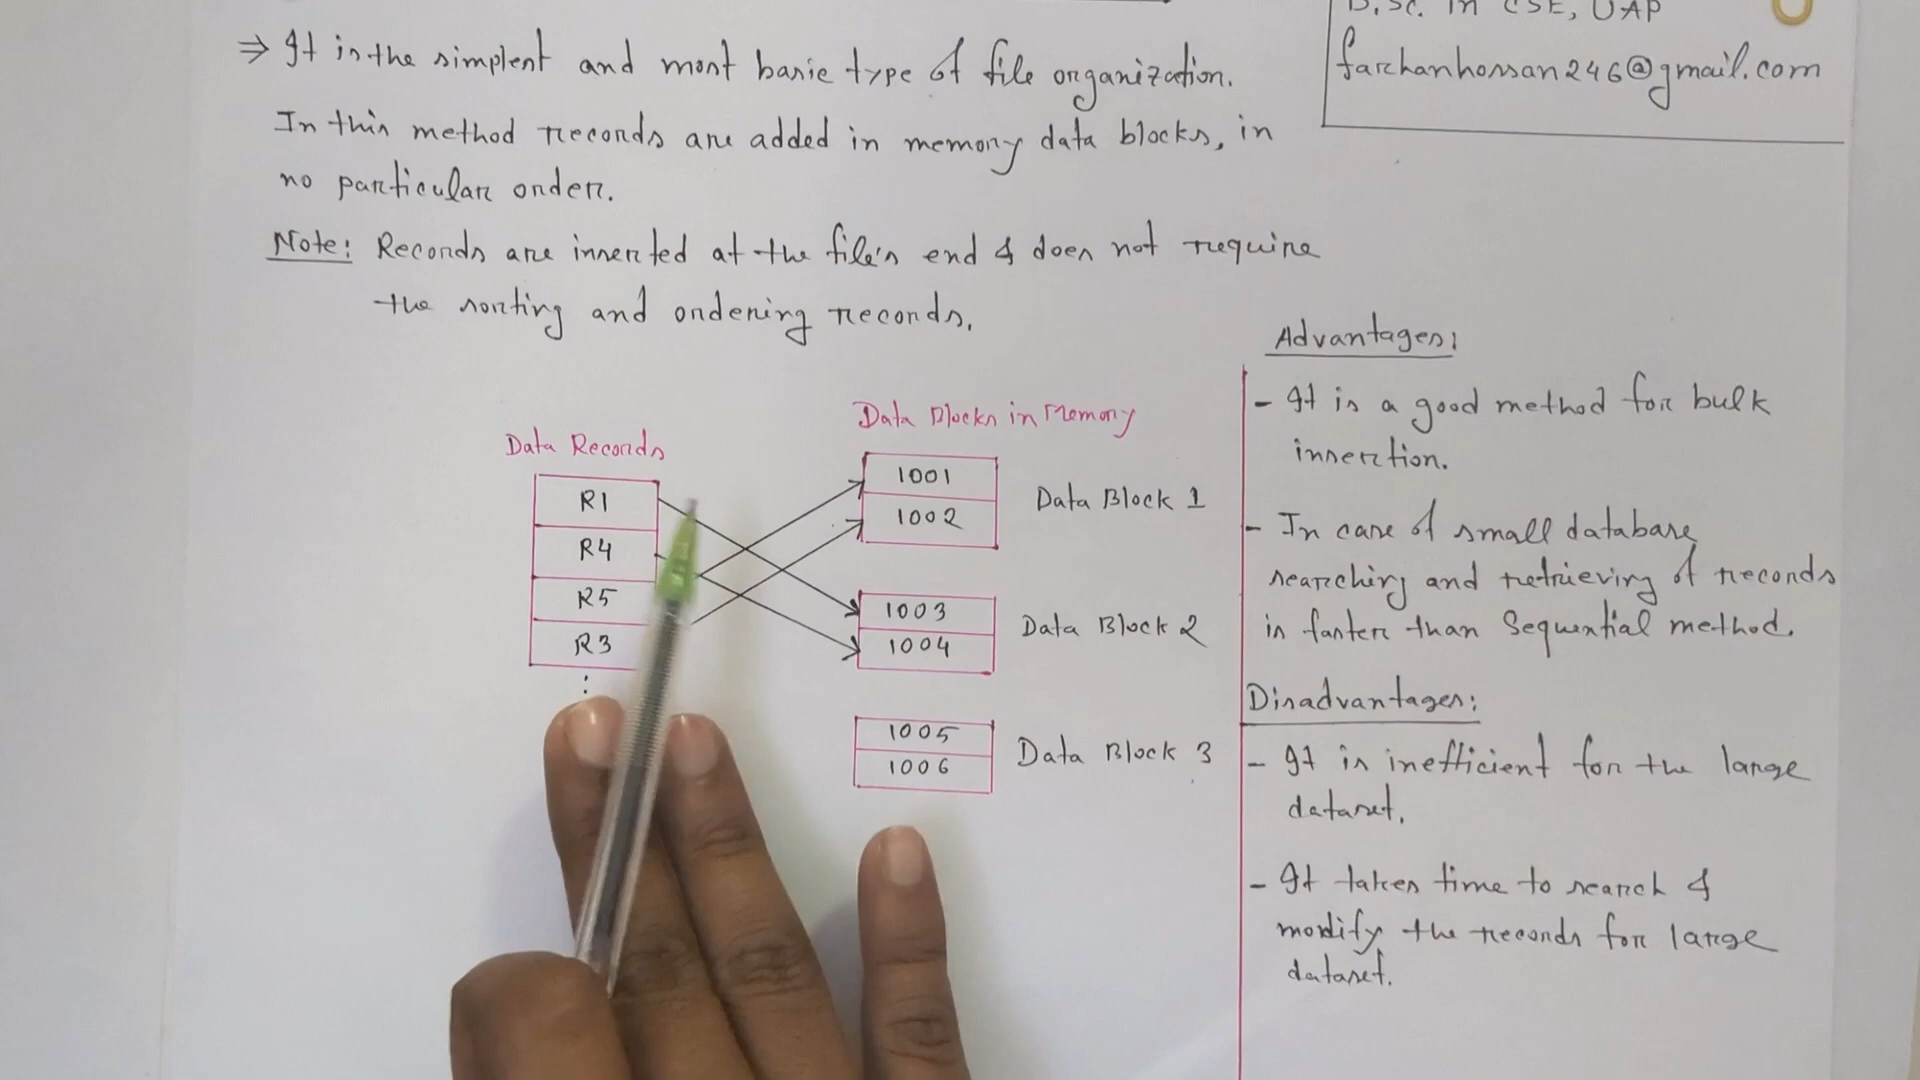 B.Sc. in CSE, UAP
farhanhossan246@gmail.com
⇒ It is the simplest and most basic type of file organization.
In this method records are added in memory data blocks, in
no particular order.
Note: Records are inserted at the file's end & does not require
the sorting and ordering records.
Data Records
R1
R4
R5
R3
:
Data Blocks in Memory
1001
1002
Data Block 1
1003
1004
Data Block 2
1005
1006
Data Block 3
Advantages:
- It is a good method for bulk
insertion.
- In case of small database
searching and retrieving of records
is faster than Sequential method.
Disadvantages:
- It is inefficient for the large
dataset.
- It takes time to search &
modify the records for large
dataset.